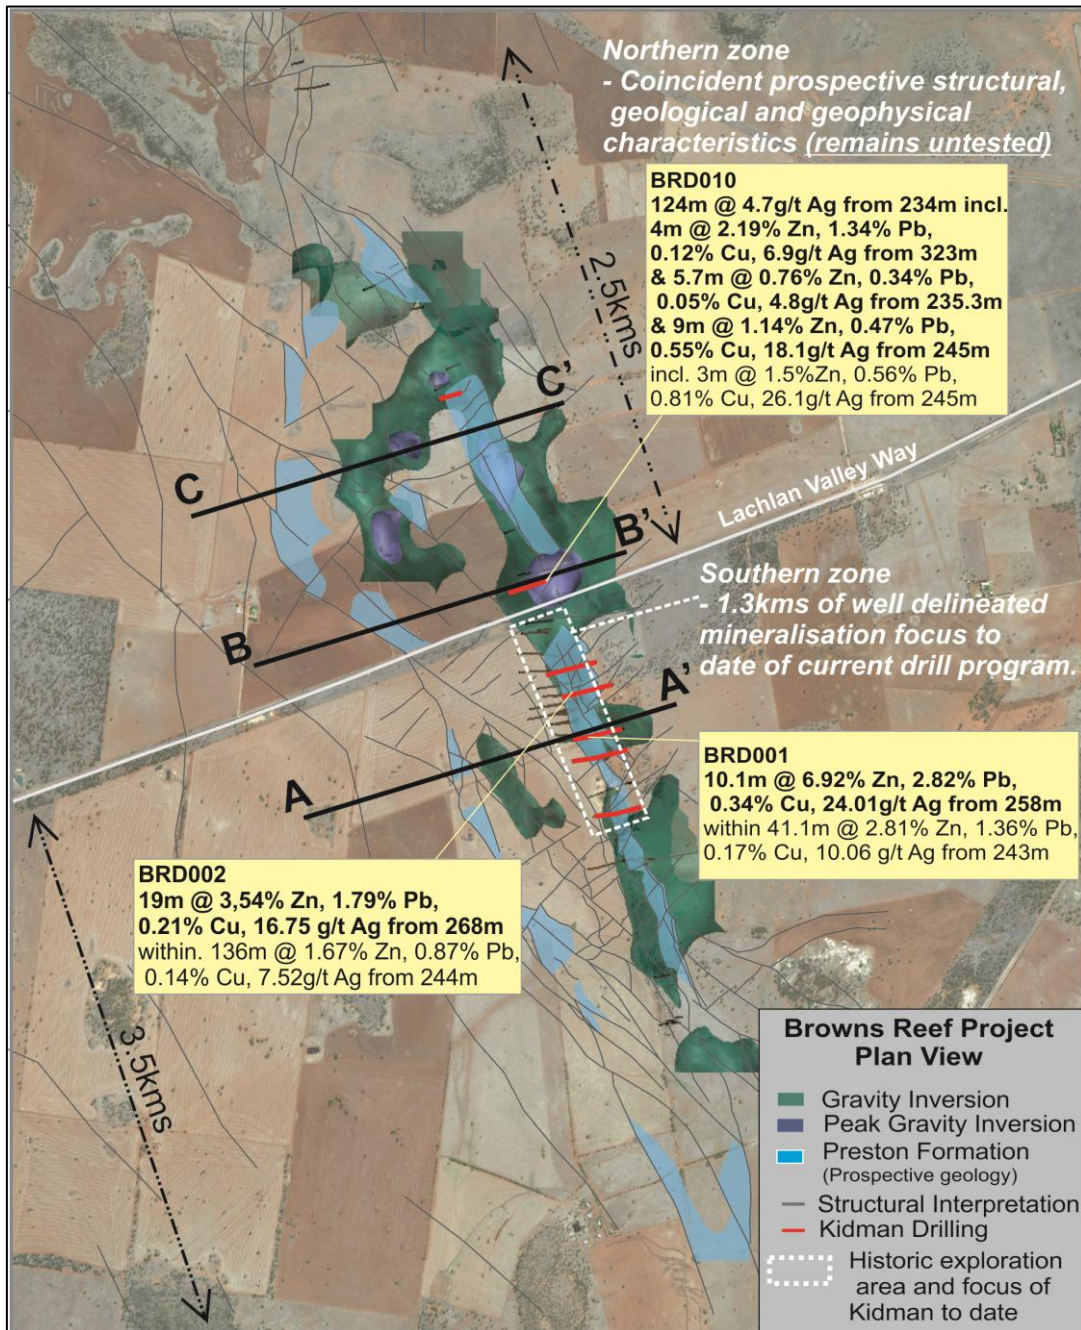 Northern zone
- Coincident prospective structural,
geological and geophysical
characteristics (remains untested)
BRD010
124m @ 4.7g/t Ag from 234m incl.
4m @ 2.19% Zn, 1.34% Pb,
0.12% Cu, 6.9g/t Ag from 323m
& 5.7m @ 0.76% Zn, 0.34% Pb,
0.05% Cu, 4.8g/t Ag from 235.3m
& 9m @ 1.14% Zn, 0.47% Pb,
0.55% Cu, 18.1g/t Ag from 245m
incl. 3m @ 1.5%Zn, 0.56% Pb,
0.81% Cu, 26.1g/t Ag from 245m
2.5kms
C'
C
Lachlan Valley Way
B'
B
Southern zone
- 1.3kms of well delineated
mineralisation focus to
date of current drill program.
A'
A
BRD001
10.1m @ 6.92% Zn, 2.82% Pb,
0.34% Cu, 24.01g/t Ag from 258m
within 41.1m @ 2.81% Zn, 1.36% Pb,
0.17% Cu, 10.06 g/t Ag from 243m
BRD002
19m @ 3,54% Zn, 1.79% Pb,
0.21% Cu, 16.75 g/t Ag from 268m
within. 136m @ 1.67% Zn, 0.87% Pb,
0.14% Cu, 7.52g/t Ag from 244m
3.5kms
Browns Reef Project
Plan View
Gravity Inversion
Peak Gravity Inversion
Preston Formation
(Prospective geology)
Structural Interpretation
Kidman Drilling
Historic exploration
area and focus of
Kidman to date